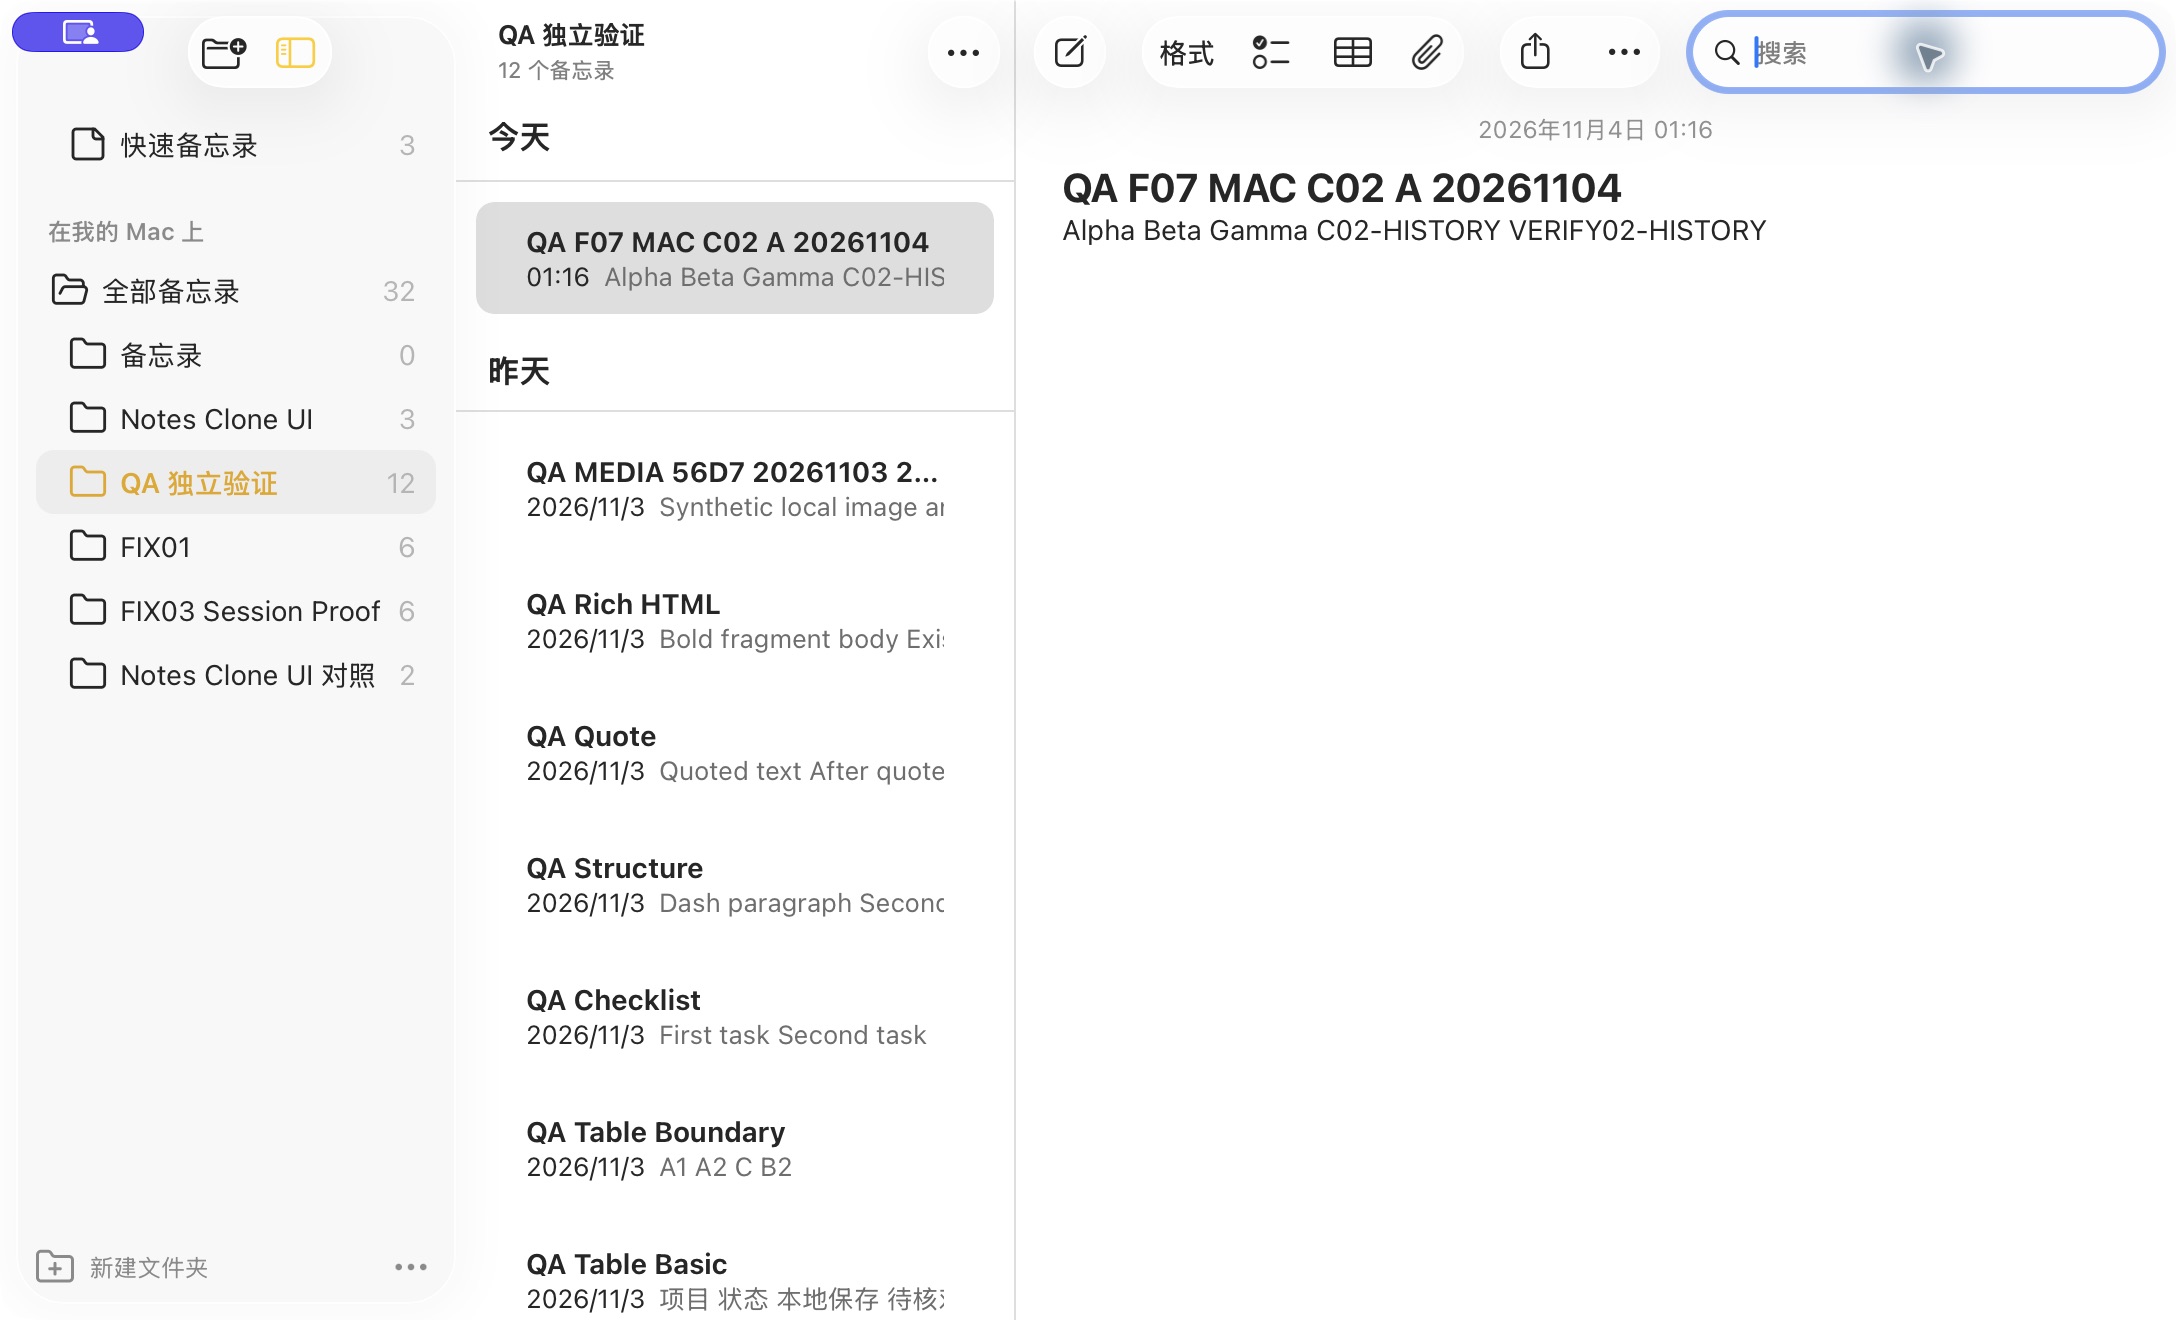 快速备忘录 3
在我的 Mac 上
全部备忘录 32
备忘录 0
Notes Clone UI 3
QA 独立验证 12
FIX01 6
FIX03 Session Proof 6
Notes Clone UI 对照 2
新建文件夹
QA 独立验证
12 个备忘录
今天
QA F07 MAC C02 A 20261104
01:16 Alpha Beta Gamma C02-HIS
昨天
QA MEDIA 56D7 20261103 2...
2026/11/3 Synthetic local image
QA Rich HTML
2026/11/3 Bold fragment body
QA Quote
2026/11/3 Quoted text After quote
QA Structure
2026/11/3 Dash paragraph
QA Checklist
2026/11/3 First task Second task
QA Table Boundary
2026/11/3 A1 A2 C B2
QA Table Basic
2026/11/3 项目 状态 本地保存 待核
格式
搜索
2026年11月4日 01:16
QA F07 MAC C02 A 20261104
Alpha Beta Gamma C02-HISTORY VERIFY02-HISTORY